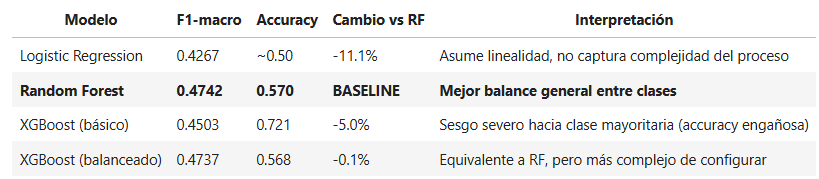 Modelo F1-macro Accuracy Cambio vs RF Interpretación
Logistic Regression 0.4267 ~0.50 -11.1% Asume linealidad, no captura complejidad del proceso
Random Forest 0.4742 0.570 BASELINE Mejor balance general entre clases
XGBoost (básico) 0.4503 0.721 -5.0% Sesgo severo hacia clase mayoritaria (accuracy engañosa)
XGBoost (balanceado) 0.4737 0.568 -0.1% Equivalente a RF, pero más complejo de configurar